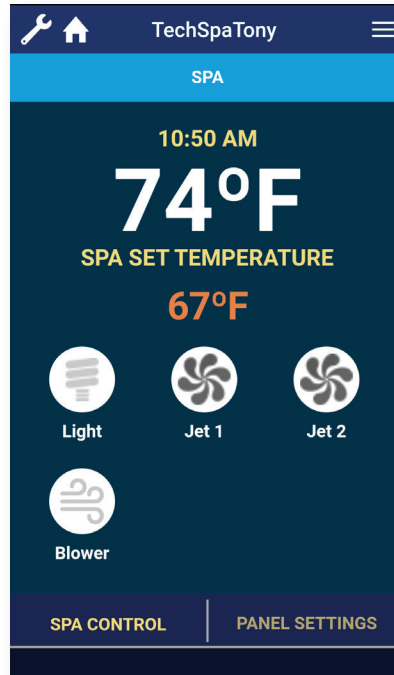 TechSpaTony
SPA
10:50 AM
74ºF
SPA SET TEMPERATURE
67ºF
Light
Jet 1
Jet 2
Blower
SPA CONTROL
PANEL SETTINGS